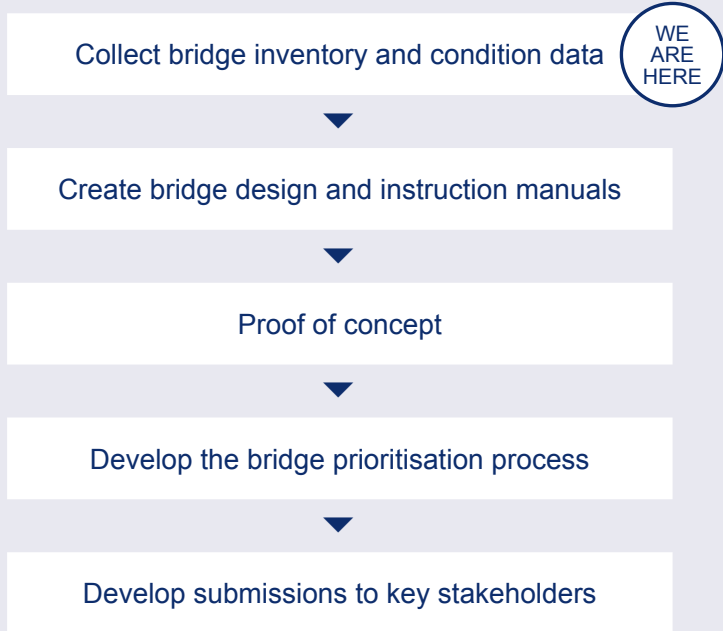 Collect bridge inventory and condition data
WE
ARE
HERE
Create bridge design and instruction manuals
Proof of concept
Develop the bridge prioritisation process
Develop submissions to key stakeholders